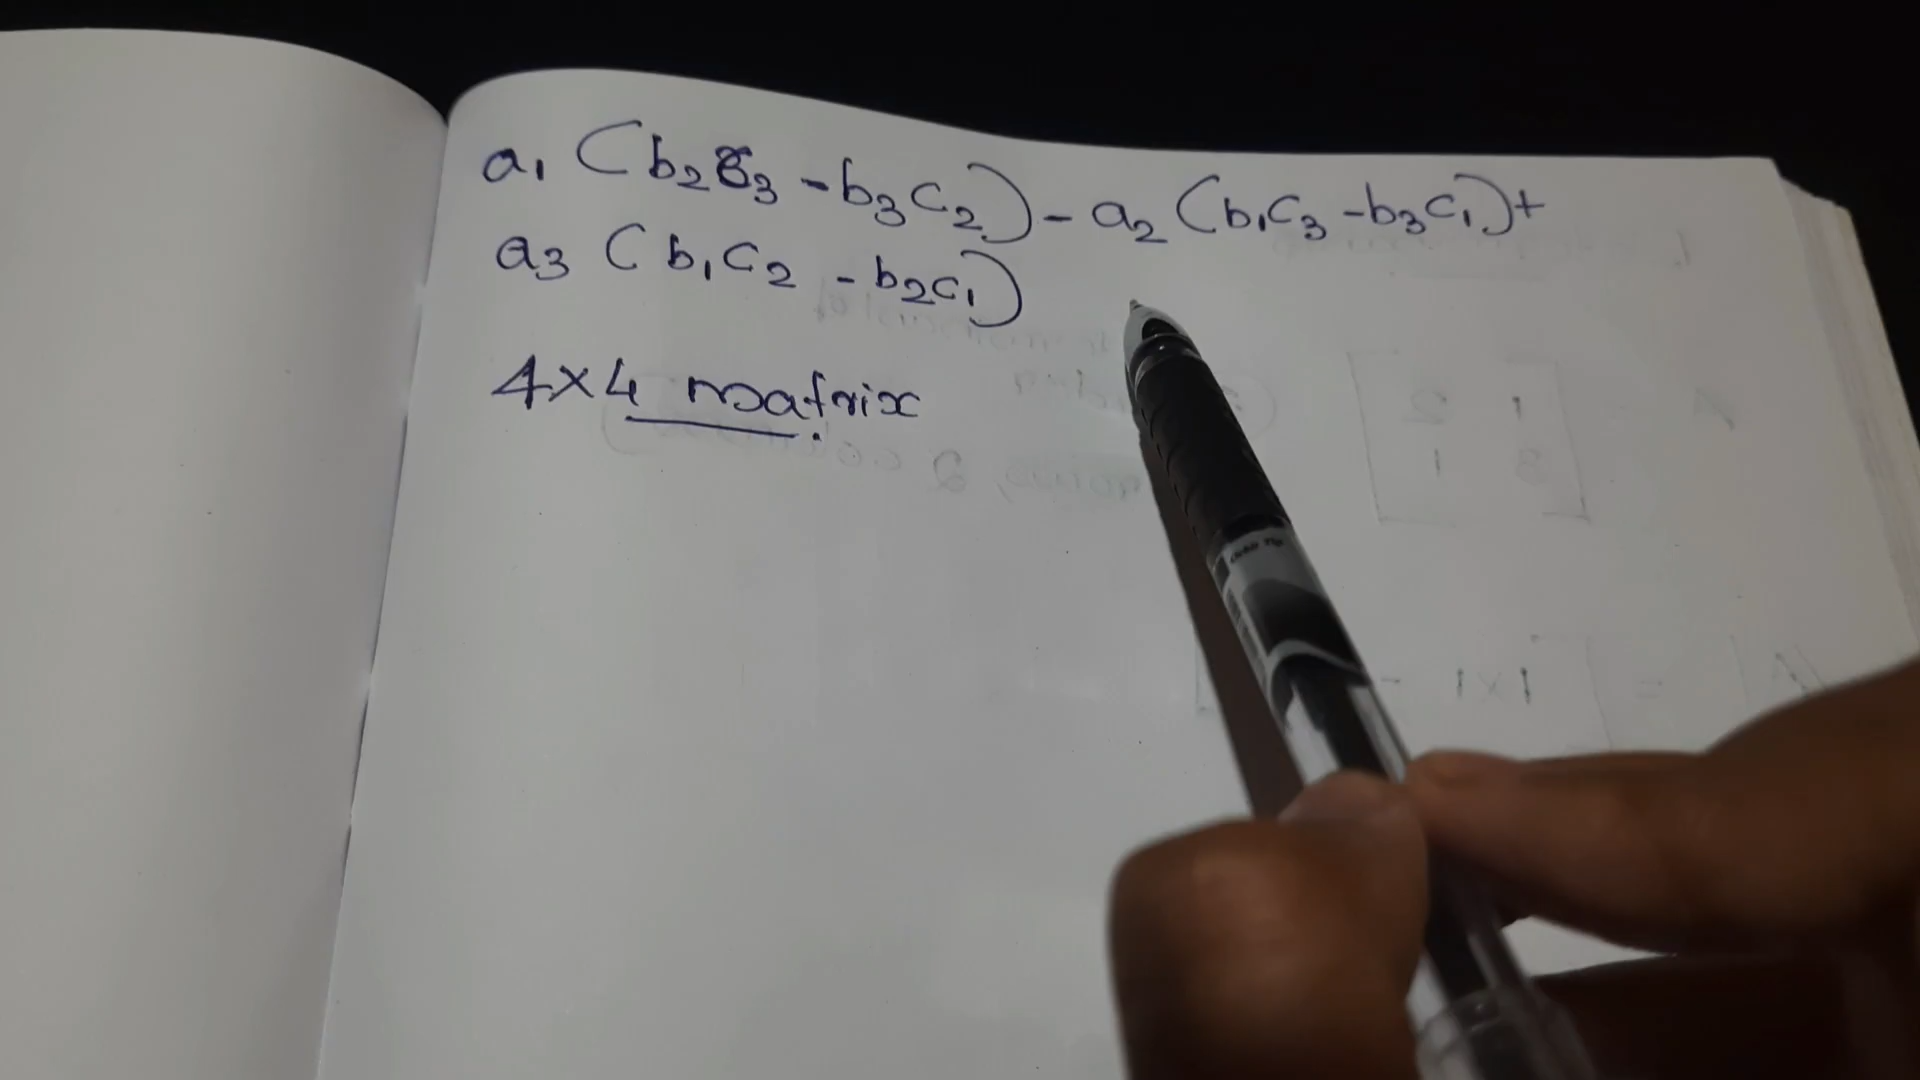 a₁ (b₂c₃ - b₃c₂) - a₂ (b₁c₃ - b₃c₁) +
a₃ (b₁c₂ - b₂c₁)
4×4 matrix